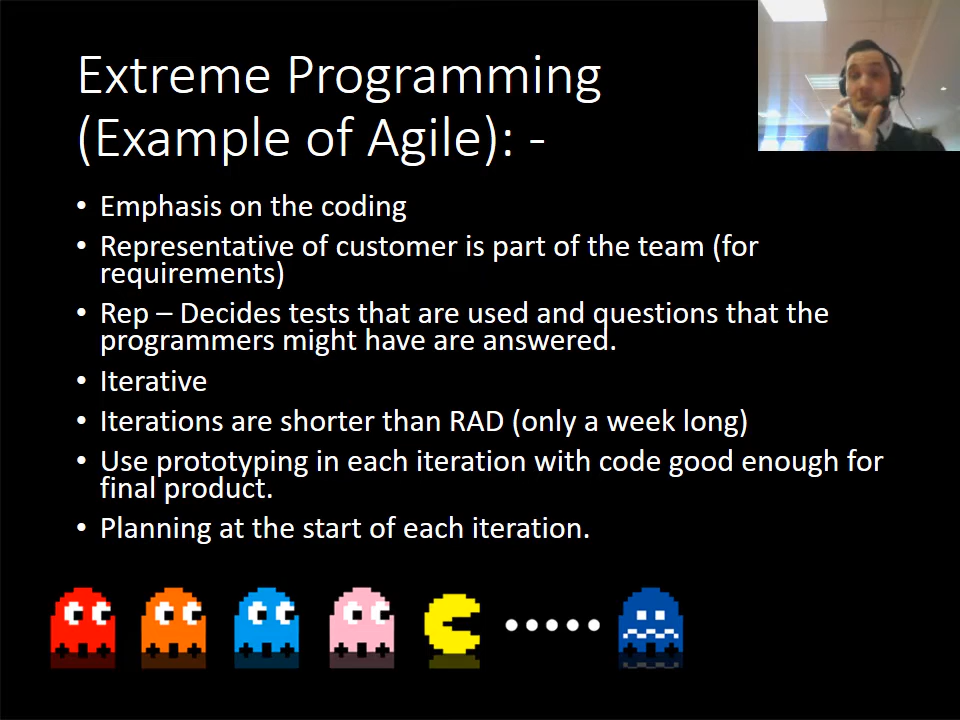 Extreme Programming
(Example of Agile): -
• Emphasis on the coding
• Representative of customer is part of the team (for
requirements)
• Rep – Decides tests that are used and questions that the
programmers might have are answered.
• Iterative
• Iterations are shorter than RAD (only a week long)
• Use prototyping in each iteration with code good enough for
final product.
• Planning at the start of each iteration.